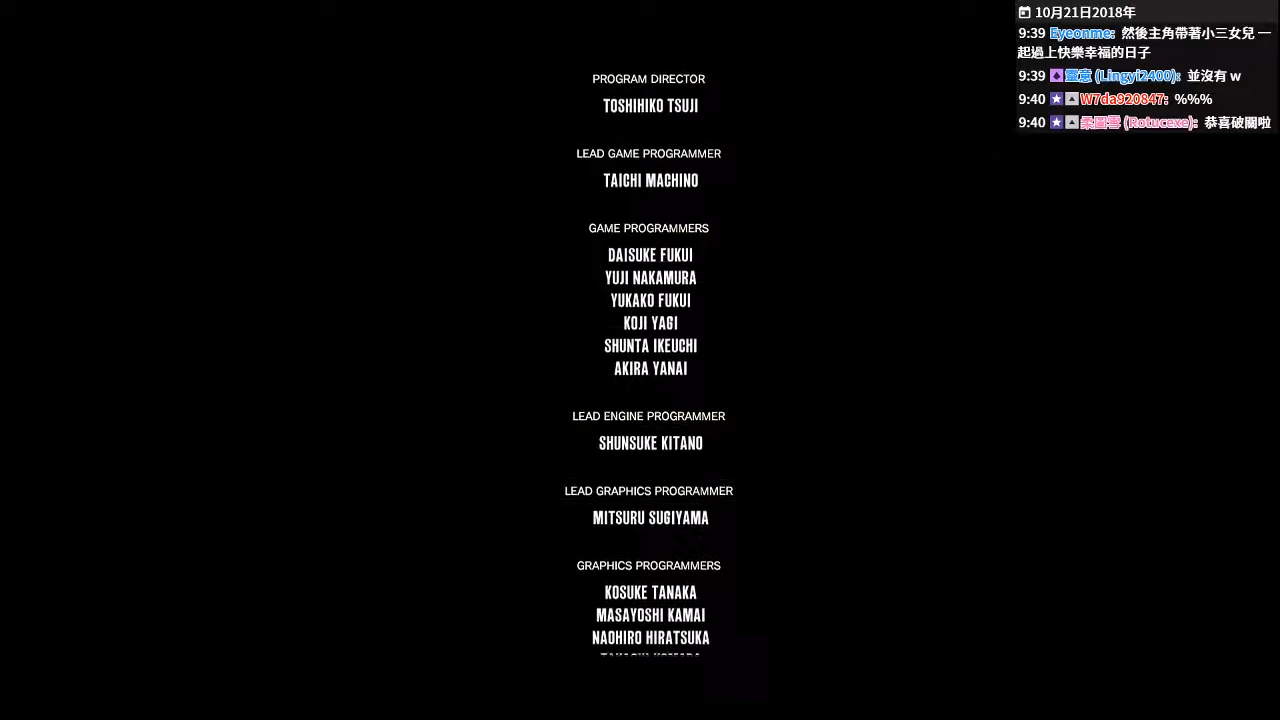 PROGRAM DIRECTOR
TOSHIHIKO TSUJI
LEAD GAME PROGRAMMER
TAICHI MACHINO
GAME PROGRAMMERS
DAISUKE FUKUI
YUJI NAKAMURA
YUKAKO FUKUI
KOJI YAGI
SHUNTA IKEUCHI
AKIRA YANAI
LEAD ENGINE PROGRAMMER
SHUNSUKE KITANO
LEAD GRAPHICS PROGRAMMER
MITSURU SUGIYAMA
GRAPHICS PROGRAMMERS
KOSUKE TANAKA
MASAYOSHI KAMAI
NAOHIRO HIRATSUKA
10月21日2018年
9:39 Eyeonme: 然後主角帶著小三女兒 一
起過上快樂幸福的日子
9:39 靈意 (Lingyi2400): 並沒有 w
9:40 W7da920847: %%%
9:40 (Rotucexe): 恭喜破關啦